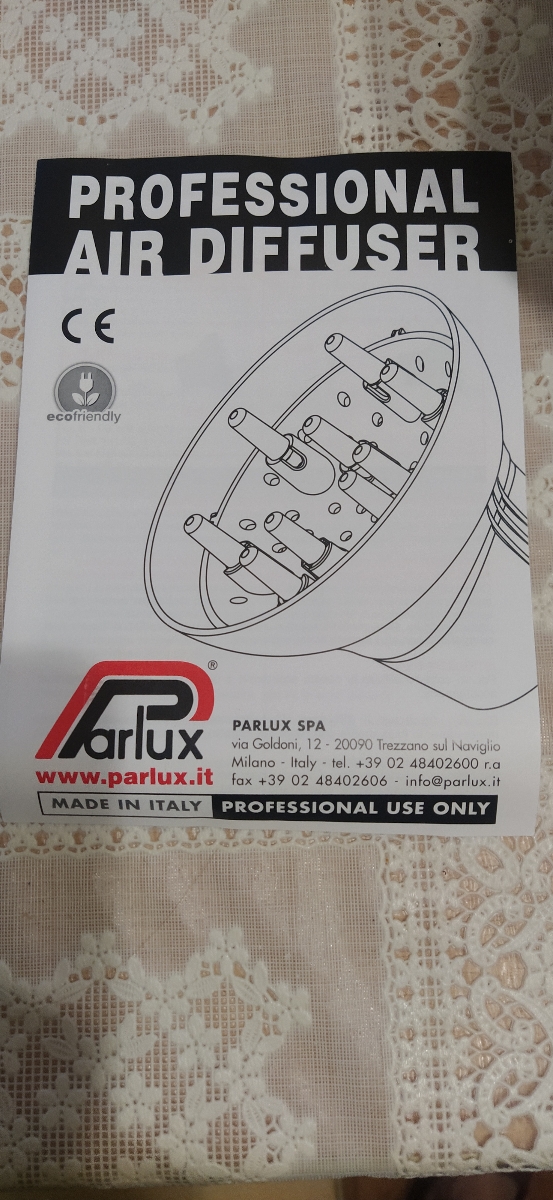 PROFESSIONAL
AIR DIFFUSER
CE
ecofriendly
Parlux®
www.parlux.it
PARLUX SPA
via Goldoni, 12 - 20090 Trezzano sul Naviglio
Milano - Italy - tel. +39 02 48402600 r.a
fax +39 02 48402606 - info@parlux.it
MADE IN ITALY PROFESSIONAL USE ONLY